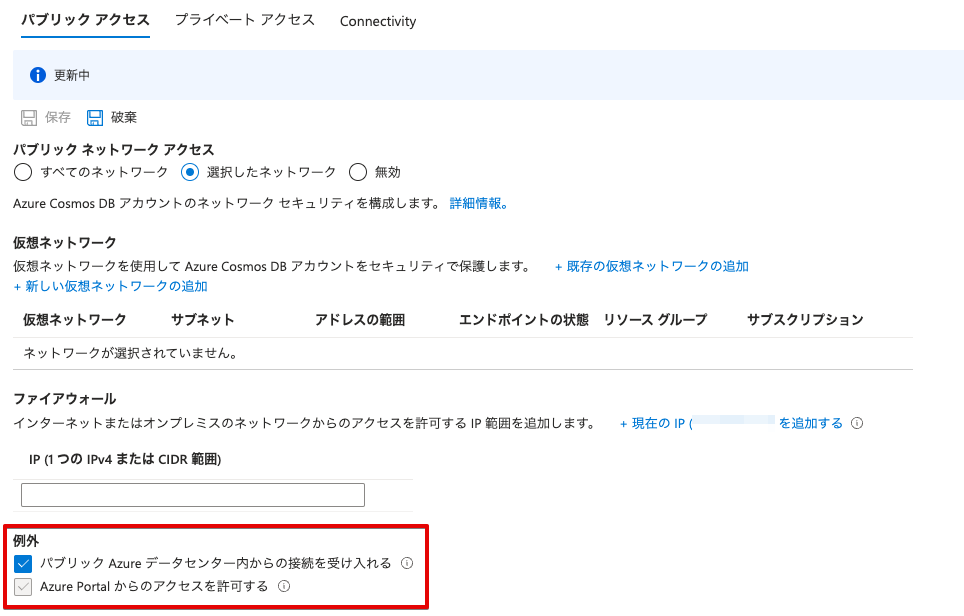 パブリック アクセス プライベート アクセス Connectivity
更新中
保存 破棄
パブリック ネットワーク アクセス
すべてのネットワーク 選択したネットワーク 無効
Azure Cosmos DB アカウントのネットワーク セキュリティを構成します。 詳細情報。
仮想ネットワーク
仮想ネットワークを使用して Azure Cosmos DB アカウントをセキュリティで保護します。 + 既存の仮想ネットワークの追加
+ 新しい仮想ネットワークの追加
仮想ネットワーク サブネット アドレスの範囲 エンドポイントの状態 リソース グループ サブスクリプション
ネットワークが選択されていません。
ファイアウォール
インターネットまたはオンプレミスのネットワークからのアクセスを許可する IP 範囲を追加します。 + 現在の IP ( を追加する
IP (1 つの IPv4 または CIDR 範囲)
例外
パブリック Azure データセンター内からの接続を受け入れる
Azure Portal からのアクセスを許可する